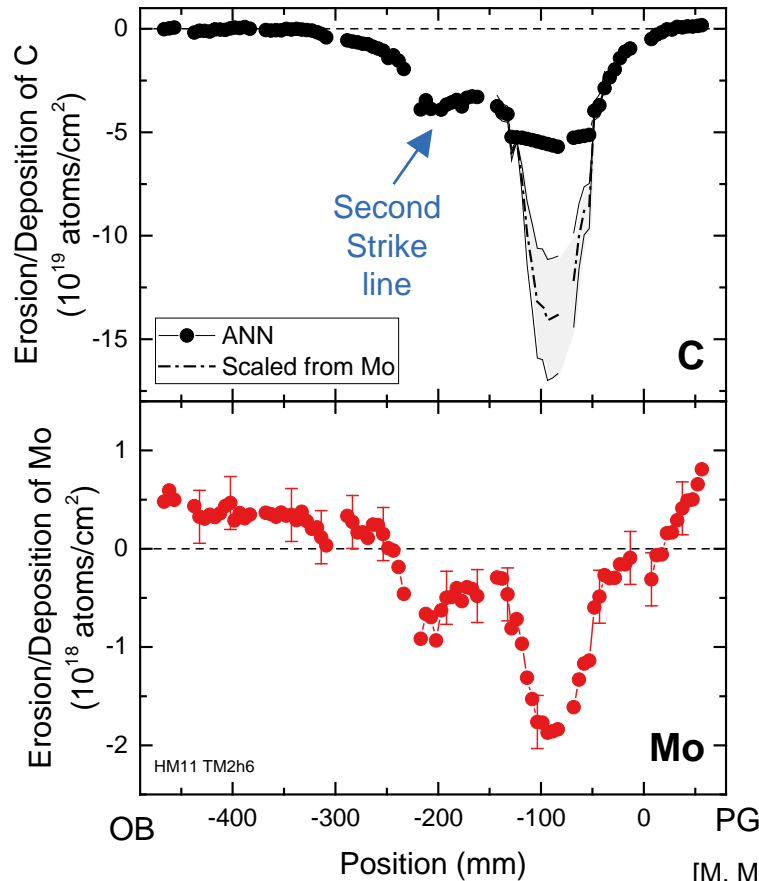 Erosion/Deposition of C
(10¹⁹ atoms/cm²)
0
-5
-10
-15
Second
Strike
line
ANN
Scaled from Mo
C
Erosion/Deposition of Mo
(10¹⁸ atoms/cm²)
1
0
-1
-2
HM11 TM2h6
Mo
-400
-300
-200
-100
0
OB
PG
Position (mm)
[M. M